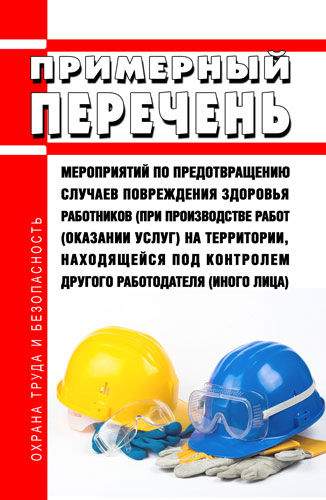 ПРИМЕРНЫЙ
ПЕРЕЧЕНЬ
МЕРОПРИЯТИЙ ПО ПРЕДОТВРАЩЕНИЮ
СЛУЧАЕВ ПОВРЕЖДЕНИЯ ЗДОРОВЬЯ
РАБОТНИКОВ (ПРИ ПРОИЗВОДСТВЕ РАБОТ
(ОКАЗАНИИ УСЛУГ) НА ТЕРРИТОРИИ,
НАХОДЯЩЕЙСЯ ПОД КОНТРОЛЕМ
ДРУГОГО РАБОТОДАТЕЛЯ (ИНОГО ЛИЦА)
ОХРАНА ТРУДА И БЕЗОПАСНОСТЬ